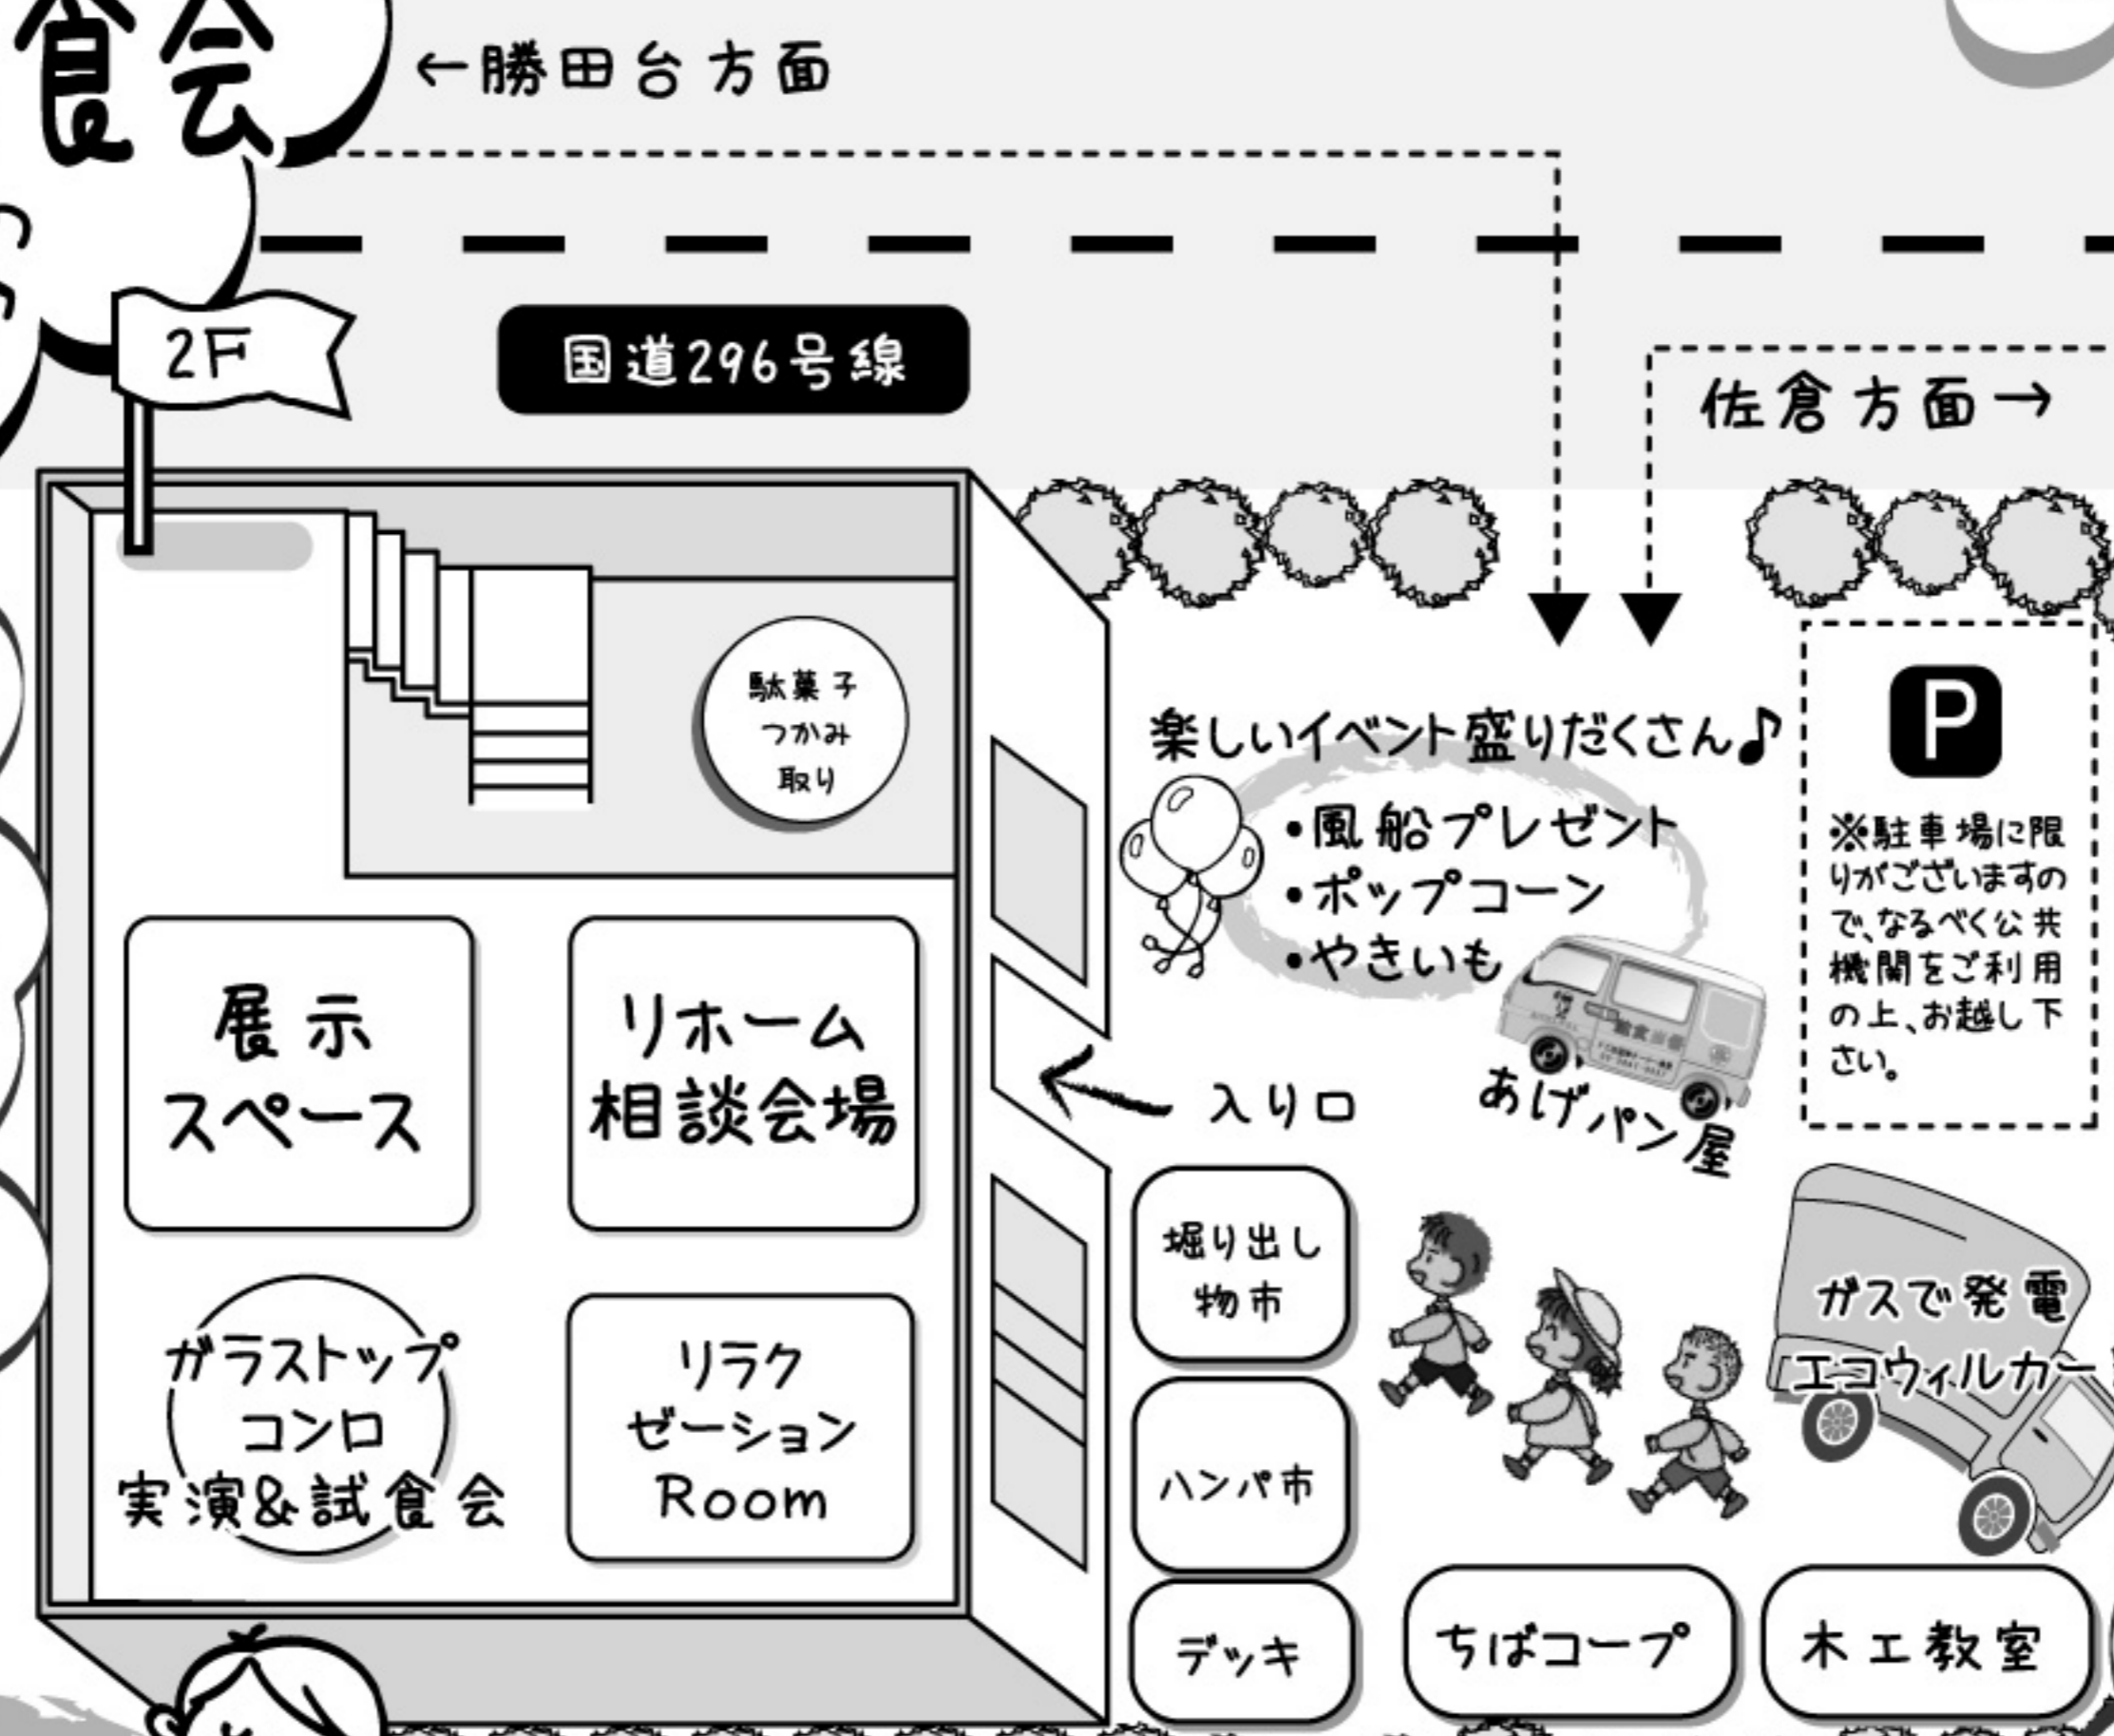 食会
←勝田台方面
2F
国道296号線
佐倉方面→
駄菓子
つかみ
取り
楽しいイベント盛りだくさん♪
•風船プレゼント
•ポップコーン
•やきいも
あげパン屋
P
※駐車場に限
りがございますの
で、なるべく公共
機関をご利用
の上、お越し下
さい。
展示
スペース
リホーム
相談会場
入り口
ガラストップ
コンロ
実演&試食会
リラク
ゼーション
Room
堀り出し
物市
ハンパ市
デッキ
ガスで発電
エコウィルカー
ちばコープ
木工教室